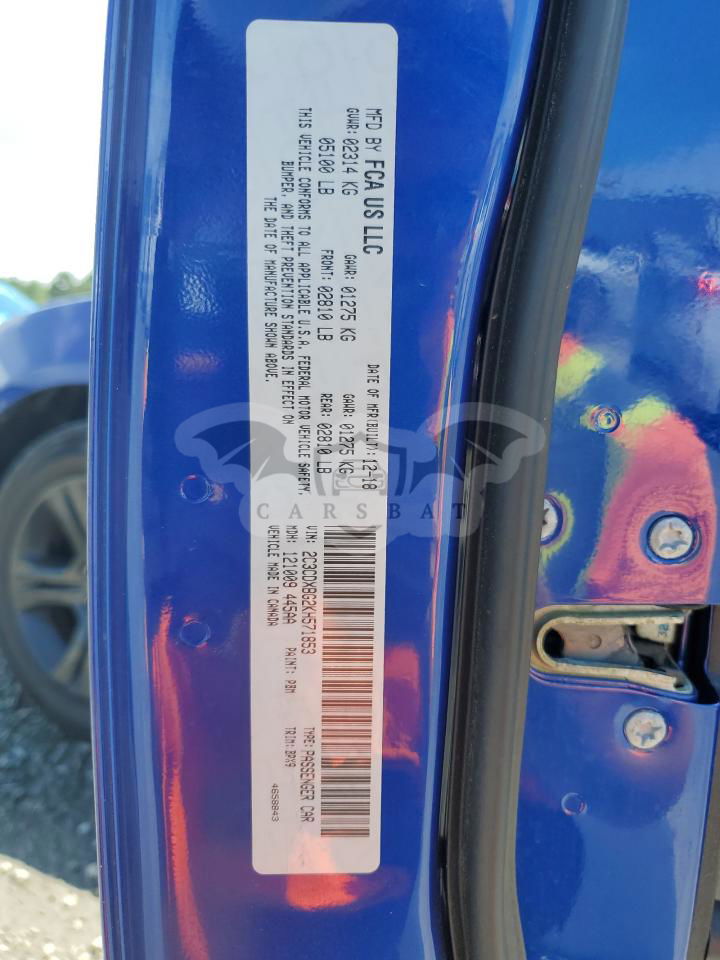 MFD BY FCA US LLC
DATE OF MFR(BUILT): 12-18
GVWR: 02314 KG GAWR: 01275 KG GAWR: 01275 KG
05100 LB FRONT: 02810 LB REAR: 02810 LB
THIS VEHICLE CONFORMS TO ALL APPLICABLE U.S.A. FEDERAL MOTOR VEHICLE SAFETY,
BUMPER, AND THEFT PREVENTION STANDARDS IN EFFECT ON
THE DATE OF MANUFACTURE SHOWN ABOVE.
VIN: 2C3CDXBG2KH571853 TYPE: PASSENGER CAR
MDH: 121009 445AA PAINT: PBM TRIM: BPX9
VEHICLE MADE IN CANADA
4658843
CARSBAT